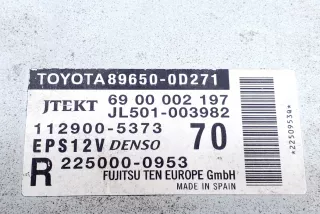 TOYOTA 89650-0D271
JTEKT 69 00 002 197
JL501-003982
112900-5373 70
EPS12V DENSO
R 225000-0953
FUJITSU TEN EUROPE GmbH
MADE IN SPAIN
*22509953@*